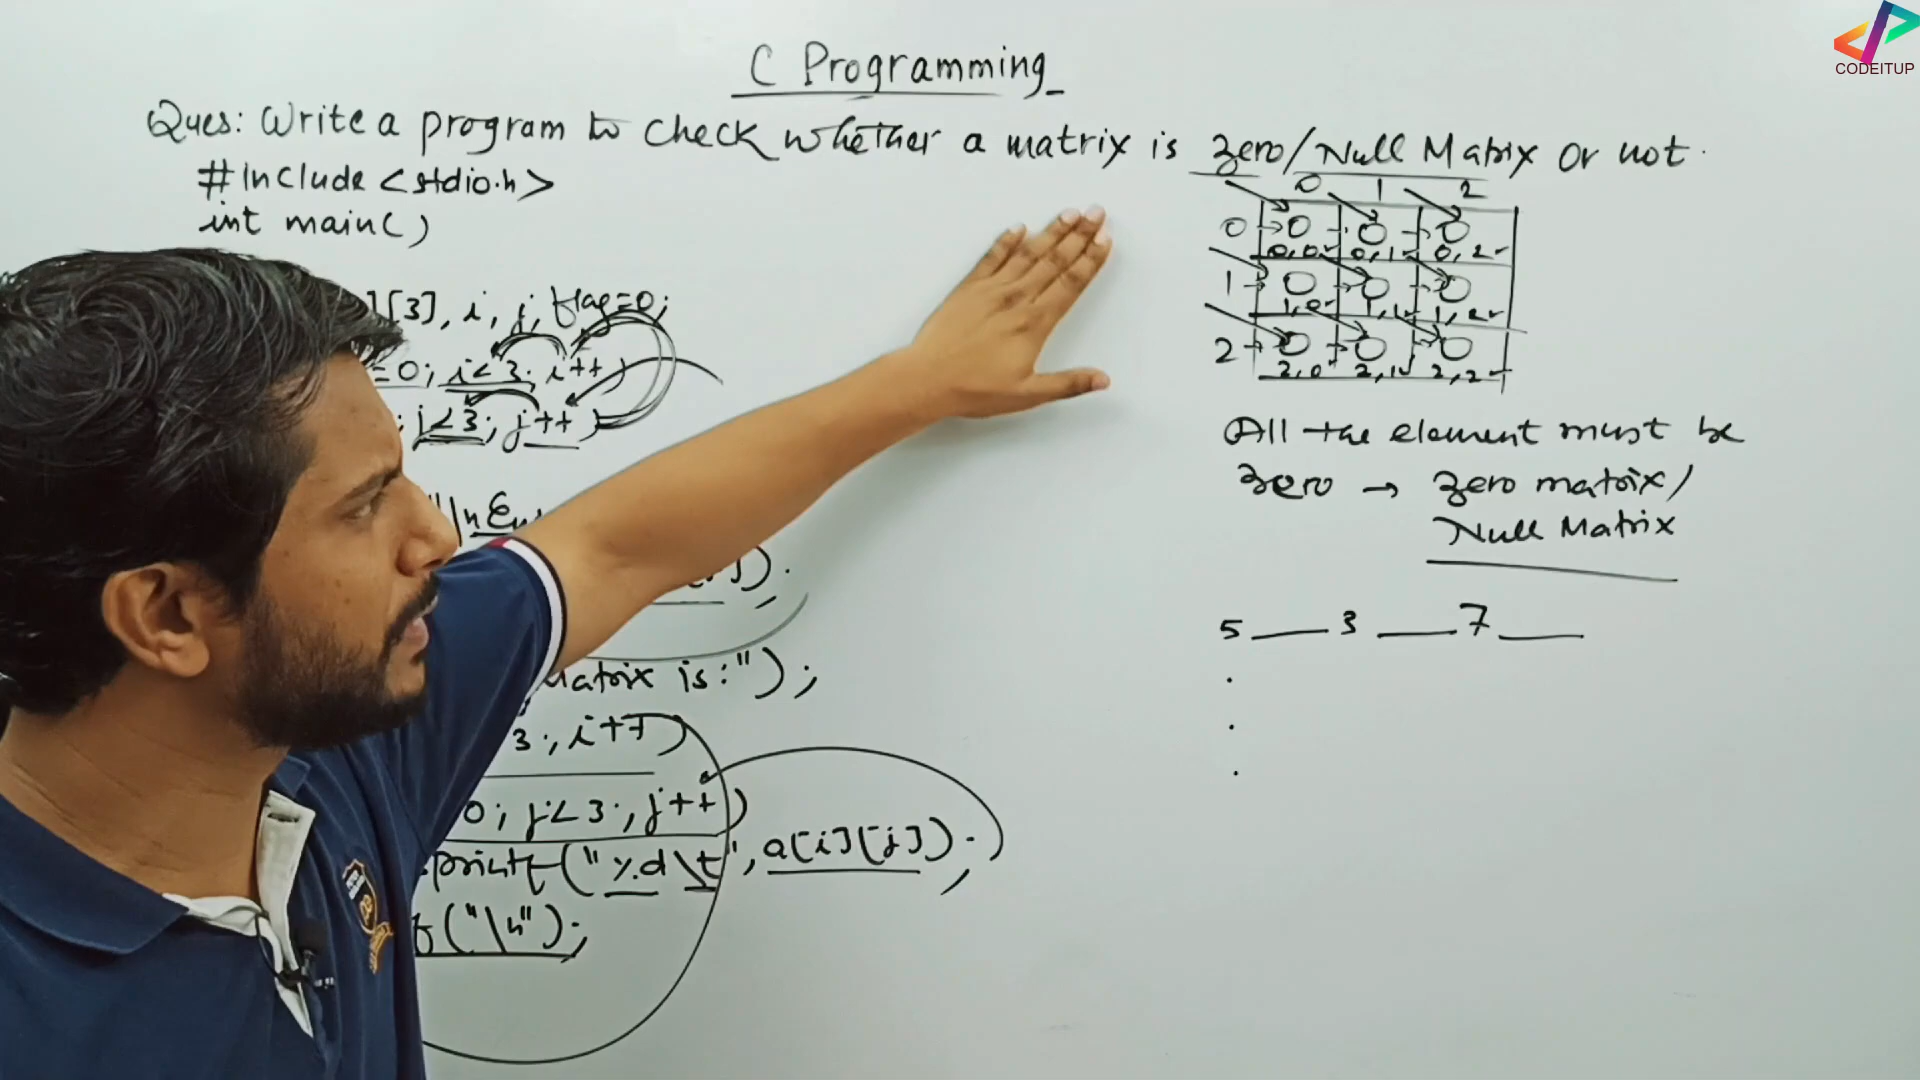 C Programming
Ques: Write a program to check whether a matrix is zero/Null Matrix or not.
#include <stdio.h>
int main()
][3], i, j, flag=0;
=0; i<3; i++)
; j<3; j++)
"\nEn
);
Matrix is:");
3; i++)
0; j<3; j++)
printf("%d\t", a[i][j]);
f("\n");
0 1 2
0 0 0 0
0,0 0,1 0,2
1 0 0 0
1,0 1,1 1,2
2 0 0 0
2,0 2,1 2,2
All the element must be
zero → zero matrix/
Null Matrix
5 3 7
CODEITUP